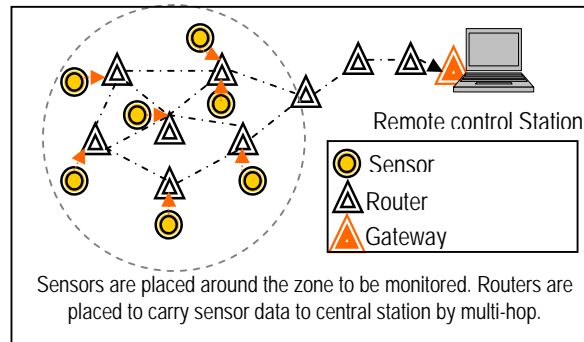 Remote control Station
Sensor
Router
Gateway
Sensors are placed around the zone to be monitored. Routers are
placed to carry sensor data to central station by multi-hop.